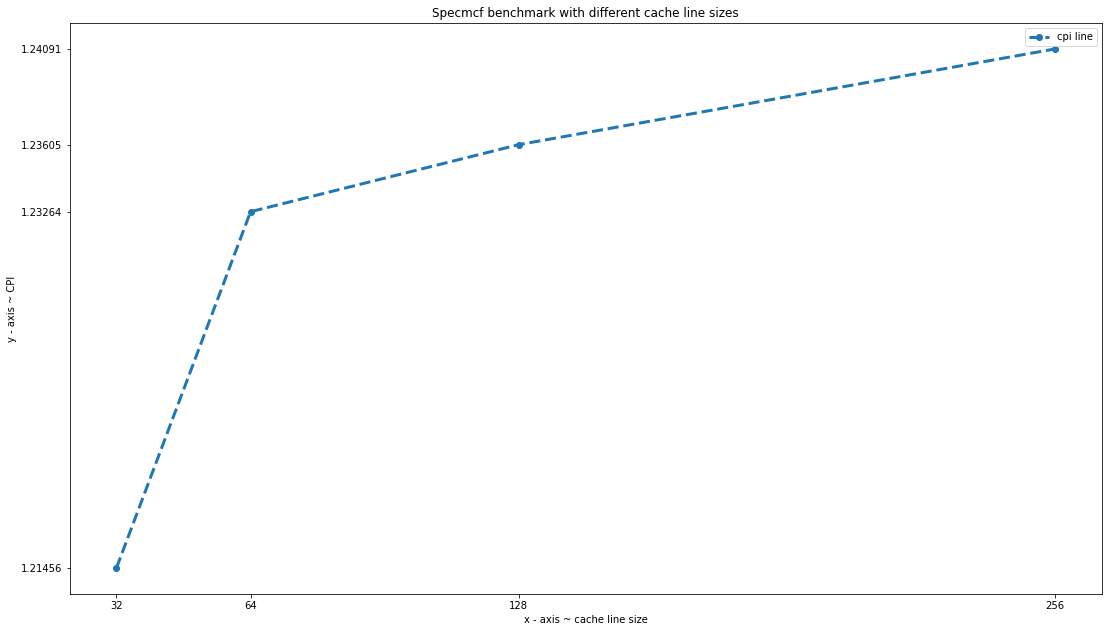 Specmcf benchmark with different cache line sizes
cpi line
1.24091
1.23605
1.23264
1.21456
y - axis ~ CPI
32
64
128
256
x - axis ~ cache line size